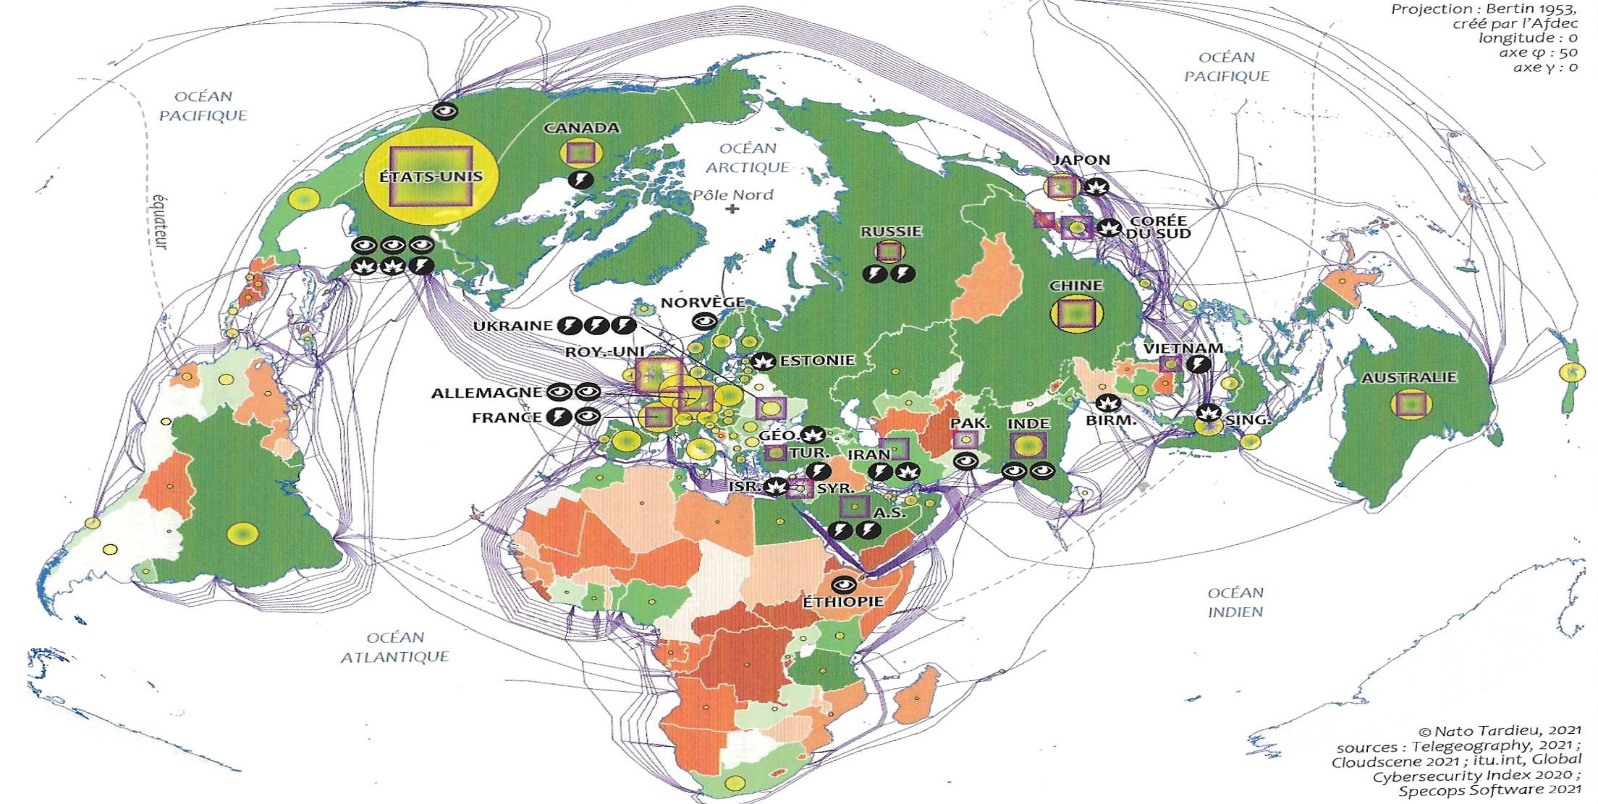 Projection : Bertin 1953,
créé par l'Afdec
longitude : 0
axe φ : 50
axe γ : 0
OCÉAN
PACIFIQUE
OCÉAN
PACIFIQUE
CANADA
OCÉAN
ARCTIQUE
JAPON
ÉTATS-UNIS
Pôle Nord
équateur
CORÉE
DU SUD
RUSSIE
CHINE
NORVÈGE
UKRAINE
ROY.-UNI
VIETNAM
ESTONIE
AUSTRALIE
ALLEMAGNE
FRANCE
BIRM.
SING.
PAK.
INDE
GÉO.
TUR.
IRAN
ISR.
SYR.
A.S.
ÉTHIOPIE
OCÉAN
INDIEN
OCÉAN
ATLANTIQUE
© Nato Tardieu, 2021
sources : Telegeography, 2021 ;
Cloudscene 2021 ; itu.int, Global
Cybersecurity Index 2020 ;
Specops Software 2021